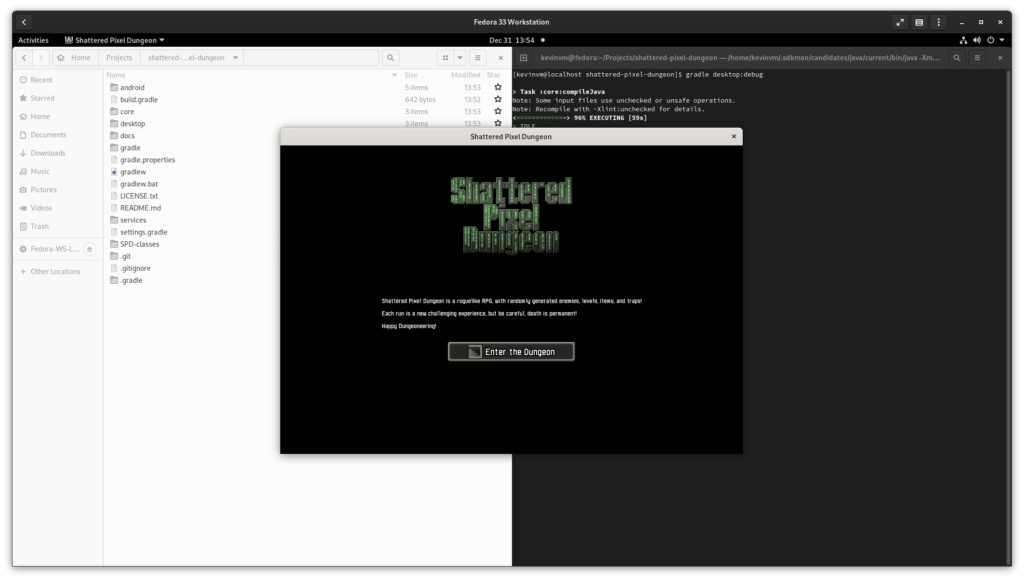 Fedora 33 Workstation
Activities
Shattered Pixel Dungeon
Dec 31 13:54
Home
Projects
shattered-...el-dungeon
kevinvm@fedora:~/Projects/shattered-pixel-dungeon — /home/kevinvm/.sdkman/candidates/java/current/bin/java -Xm...
Recent
Starred
Home
Documents
Downloads
Music
Pictures
Videos
Trash
Fedora-WS-L...
Other Locations
Name Size Modified Star
android 5 items 13:53
build.gradle 642 bytes 13:52
core 3 items 13:53
desktop 3 items 13:53
docs
gradle
gradle.properties
gradlew
gradlew.bat
LICENSE.txt
README.md
services
settings.gradle
SPD-classes
.git
.gitignore
.gradle
[kevinvm@localhost shattered-pixel-dungeon]$ gradle desktop:debug
> Task :core:compileJava
Note: Some input files use unchecked or unsafe operations.
Note: Recompile with -Xlint:unchecked for details.
<============-> 96% EXECUTING [59s]
> IDLE
Shattered Pixel Dungeon
Shattered
Pixel
Dungeon
Shattered Pixel Dungeon is a roguelike RPG, with randomly generated enemies, levels, items, and traps!
Each run is a new challenging experience, but be careful, death is permanent!
Happy Dungeoneering!
Enter the Dungeon